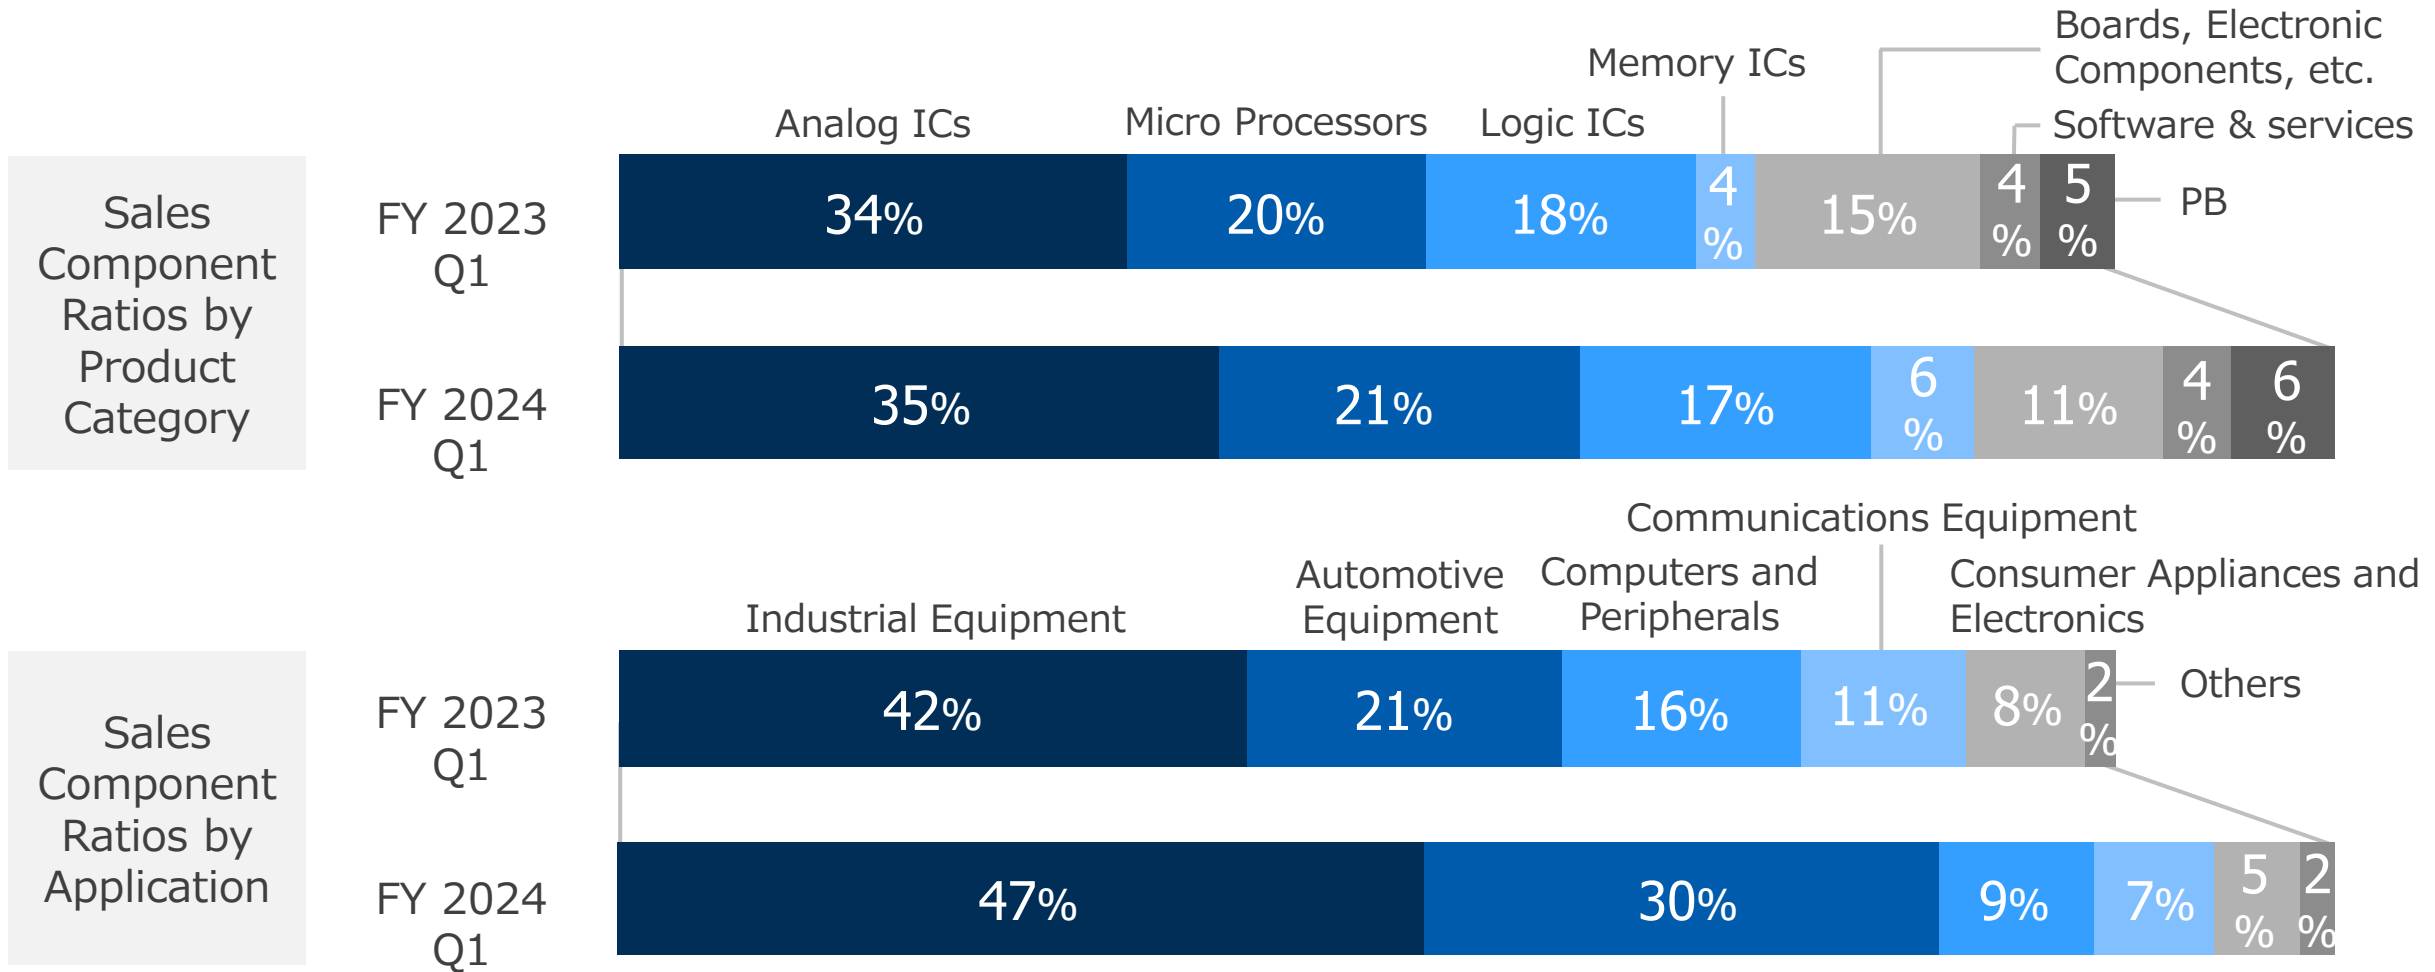 Boards, Electronic
Components, etc.
Memory ICs
Software & services
Analog ICs
Micro Processors
Logic ICs
Sales
Component
Ratios by
Product
Category
FY 2023
Q1
34%
20%
18%
4
%
15%
4
%
5
%
PB
FY 2024
Q1
35%
21%
17%
6
%
11%
4
%
6
%
Communications Equipment
Industrial Equipment
Automotive
Equipment
Computers and
Peripherals
Consumer Appliances and
Electronics
Sales
Component
Ratios by
Application
FY 2023
Q1
42%
21%
16%
11%
8%
2
%
Others
FY 2024
Q1
47%
30%
9%
7%
5
%
2
%